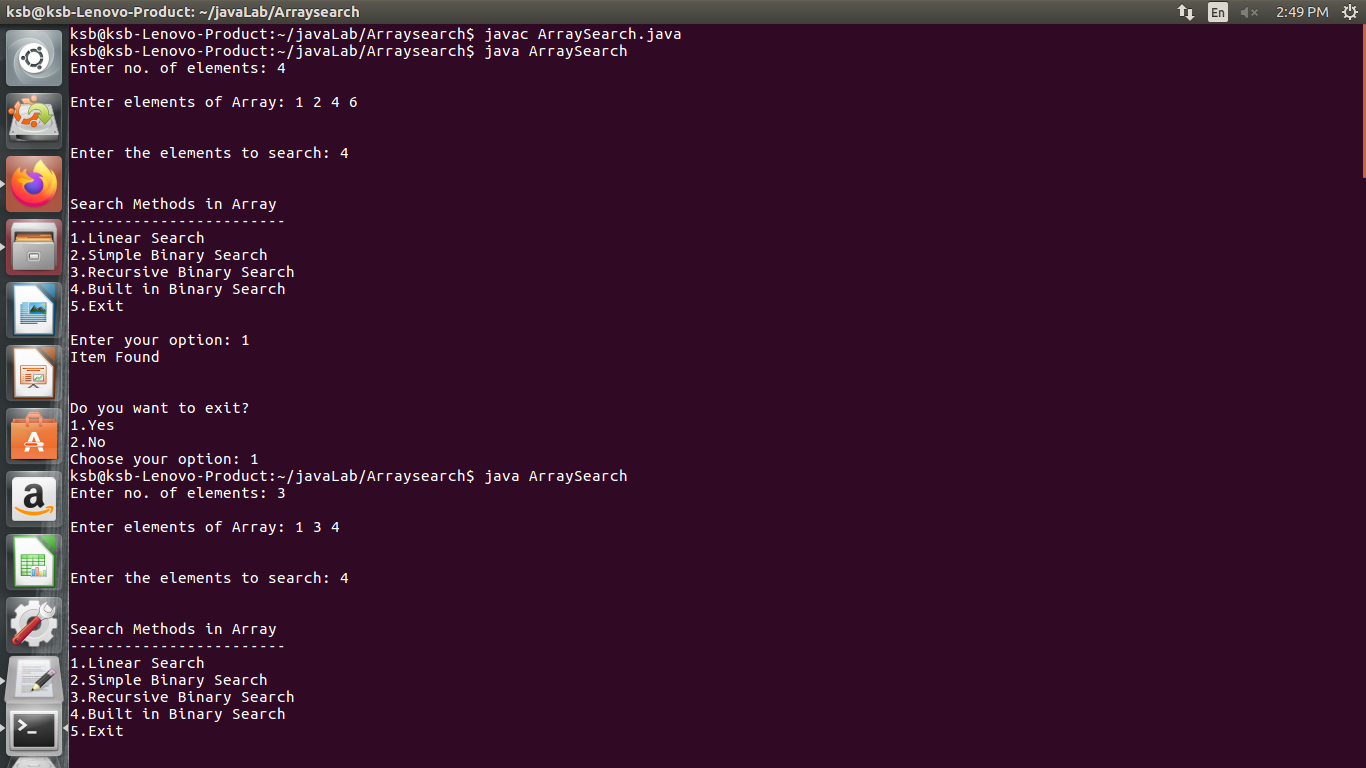 ksb@ksb-Lenovo-Product: ~/javaLab/Arraysearch
En
2:49 PM
ksb@ksb-Lenovo-Product:~/javaLab/Arraysearch$ javac ArraySearch.java
ksb@ksb-Lenovo-Product:~/javaLab/Arraysearch$ java ArraySearch
Enter no. of elements: 4
Enter elements of Array: 1 2 4 6
Enter the elements to search: 4
Search Methods in Array
------------------------
1.Linear Search
2.Simple Binary Search
3.Recursive Binary Search
4.Built in Binary Search
5.Exit
Enter your option: 1
Item Found
Do you want to exit?
1.Yes
2.No
Choose your option: 1
ksb@ksb-Lenovo-Product:~/javaLab/Arraysearch$ java ArraySearch
Enter no. of elements: 3
Enter elements of Array: 1 3 4
Enter the elements to search: 4
Search Methods in Array
------------------------
1.Linear Search
2.Simple Binary Search
3.Recursive Binary Search
4.Built in Binary Search
5.Exit